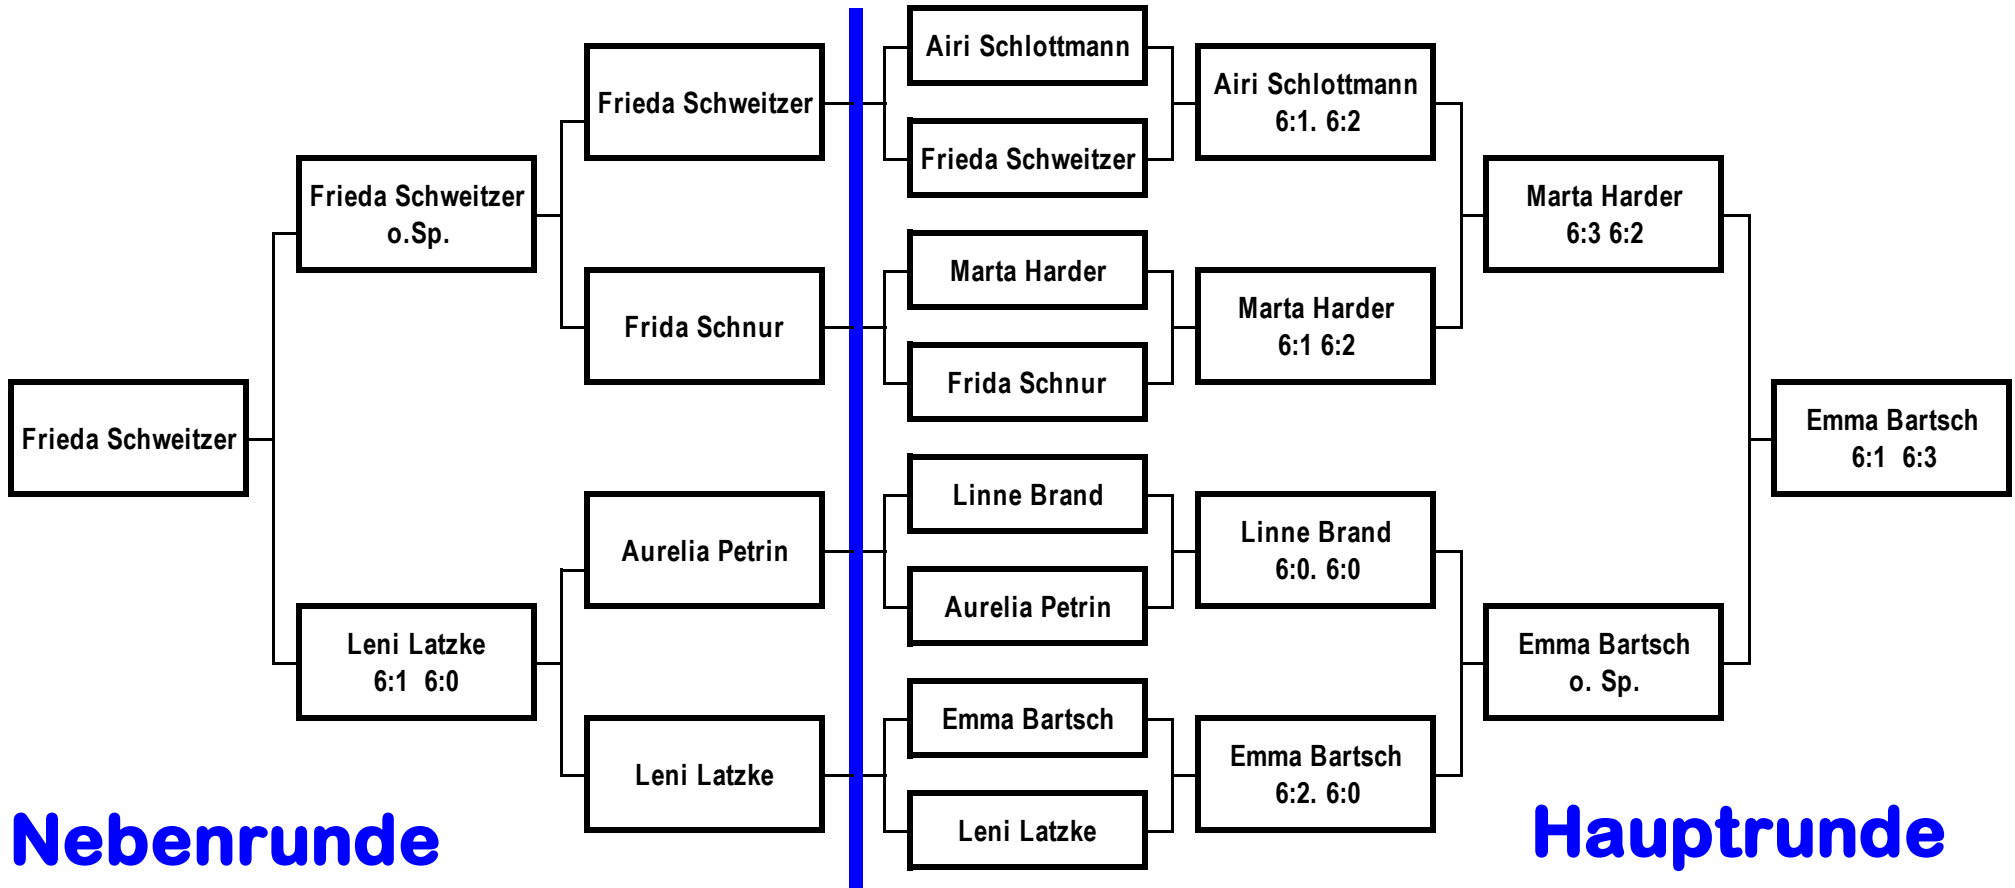 Frieda Schweitzer
Frieda Schweitzer
o.Sp.
Leni Latzke
6:1  6:0
Frieda Schweitzer
Frida Schnur
Aurelia Petrin
Leni Latzke
Airi Schlottmann
Frieda Schweitzer
Marta Harder
Frida Schnur
Linne Brand
Aurelia Petrin
Emma Bartsch
Leni Latzke
Airi Schlottmann
6:1. 6:2
Marta Harder
6:1 6:2
Linne Brand
6:0. 6:0
Emma Bartsch
6:2. 6:0
Marta Harder
6:3 6:2
Emma Bartsch
o. Sp.
Emma Bartsch
6:1  6:3
Nebenrunde
Hauptrunde